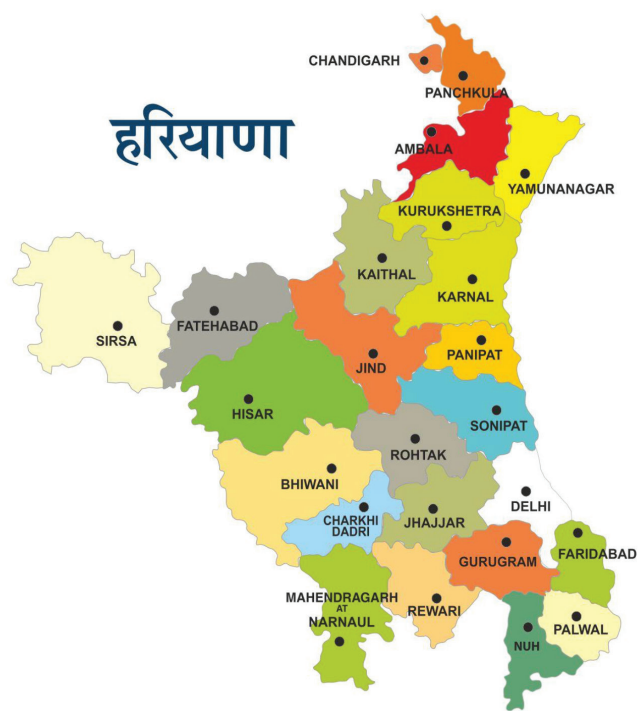 CHANDIGARH
PANCHKULA
हरियाणा
AMBALA
YAMUNANAGAR
KURUKSHETRA
KAITHAL
KARNAL
FATEHABAD
SIRSA
PANIPAT
JIND
HISAR
SONIPAT
ROHTAK
BHIWANI
DELHI
CHARKHI
DADRI
JHAJJAR
FARIDABAD
GURUGRAM
MAHENDRAGARH
AT
NARNAUL
REWARI
PALWAL
NUH